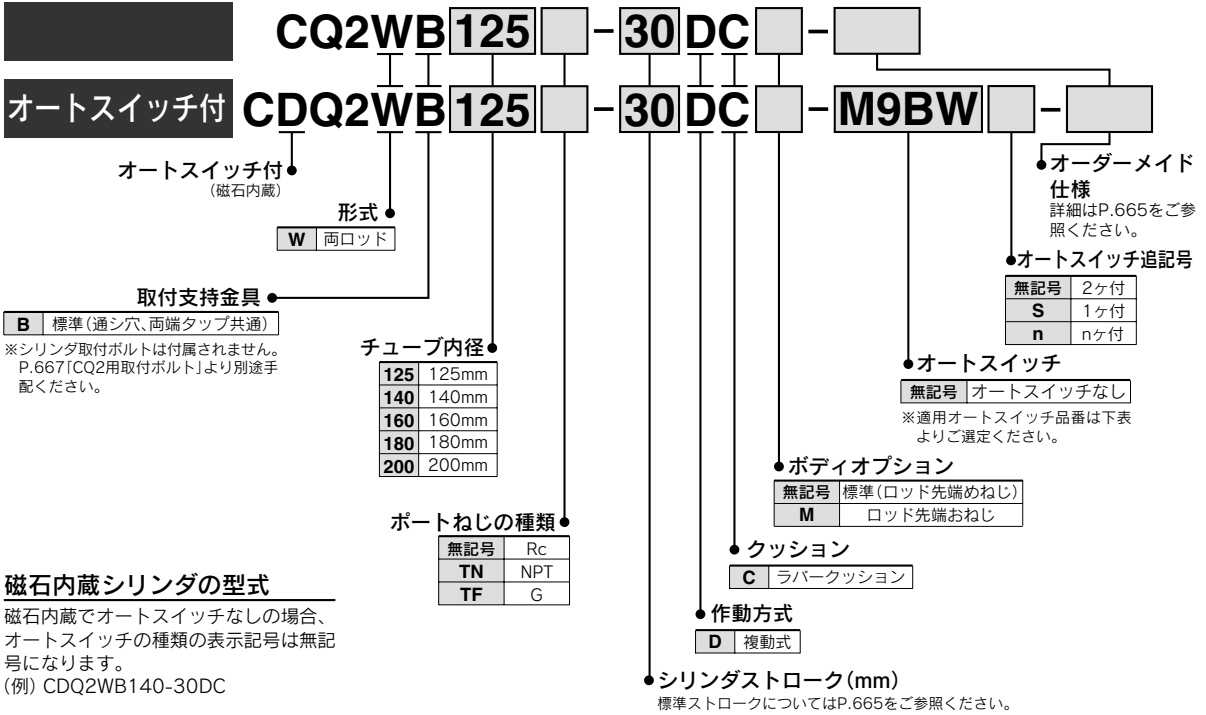 CQ2WB125 -30DC -
オートスイッチ付 CDQ2WB125 -30DC -M9BW -
オートスイッチ付
(磁石内蔵)
形式
W 両ロッド
取付支持金具
B 標準(通シ穴、両端タップ共通)
※シリンダ取付ボルトは付属されません。
P.667「CQ2用取付ボルト」より別途手
配ください。
チューブ内径
125 125mm
140 140mm
160 160mm
180 180mm
200 200mm
ポートねじの種類
無記号 Rc
TN NPT
TF G
オーダーメイド
仕様
詳細はP.665をご参
照ください。
オートスイッチ追記号
無記号 2ヶ付
S 1ヶ付
n nヶ付
オートスイッチ
無記号 オートスイッチなし
※適用オートスイッチ品番は下表
よりご選定ください。
ボディオプション
無記号 標準(ロッド先端めねじ)
M ロッド先端おねじ
クッション
C ラバークッション
作動方式
D 複動式
シリンダストローク(mm)
標準ストロークについてはP.665をご参照ください。
磁石内蔵シリンダの型式
磁石内蔵でオートスイッチなしの場合、
オートスイッチの種類の表示記号は無記
号になります。
(例) CDQ2WB140-30DC